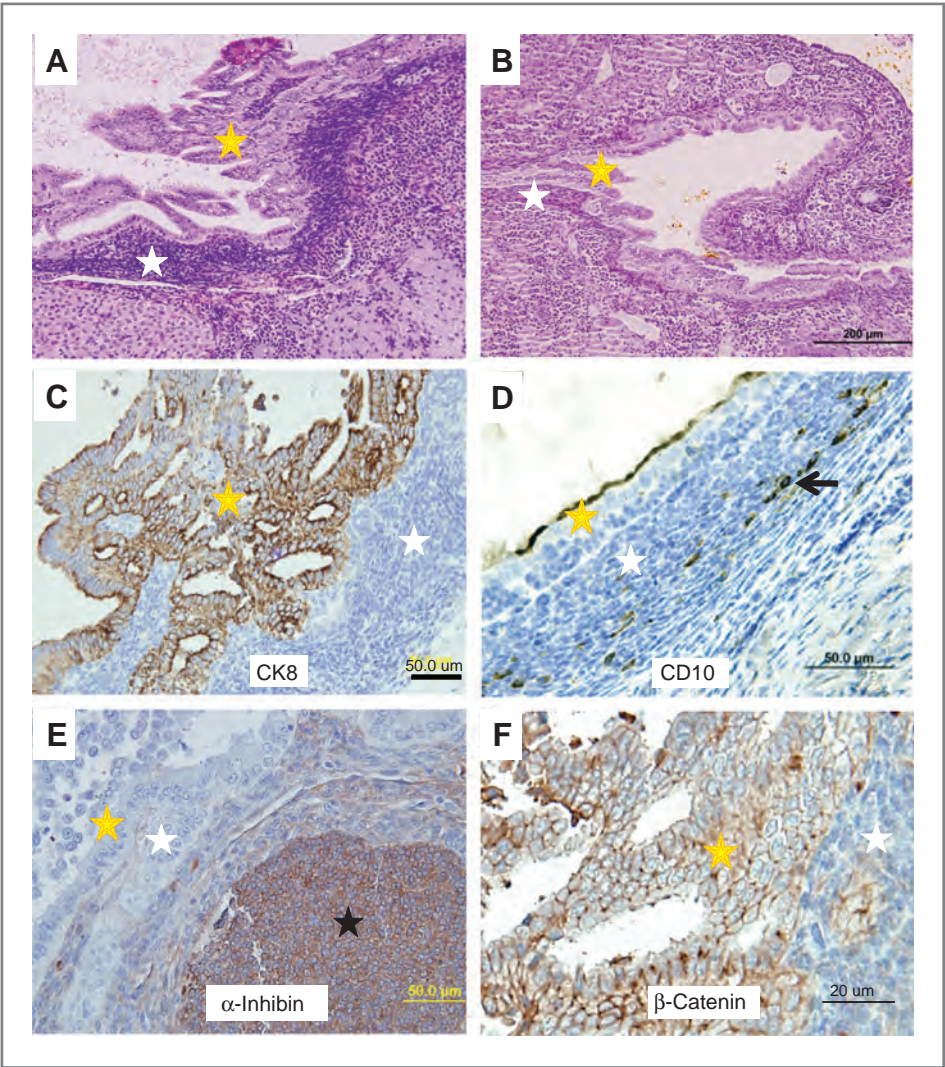 A
B
200 µm
C
D
50.0 um
CK8
50.0 µm
CD10
E
F
50.0 µm
α-Inhibin
β-Catenin
20 um